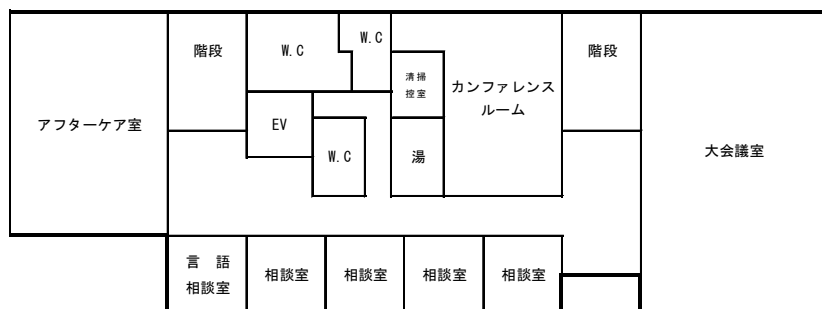 階段
W.C
W.C
階段
清掃
控室
カンファレンス
ルーム
アフターケア室
EV
W.C
湯
大会議室
言語
相談室
相談室
相談室
相談室
相談室